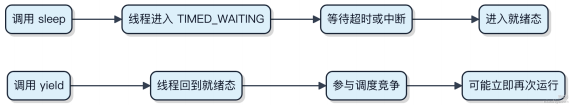 调用 sleep
线程进入 TIMED_WAITING
等待超时或中断
进入就绪态
调用 yield
线程回到就绪态
参与调度竞争
可能立即再次运行